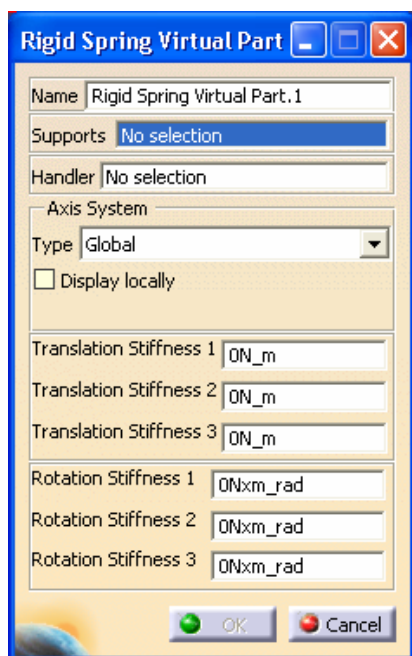 Rigid Spring Virtual Part
Name Rigid Spring Virtual Part.1
Supports No selection
Handler No selection
Axis System
Type Global
Display locally
Translation Stiffness 1 0N_m
Translation Stiffness 2 0N_m
Translation Stiffness 3 0N_m
Rotation Stiffness 1 0Nxm_rad
Rotation Stiffness 2 0Nxm_rad
Rotation Stiffness 3 0Nxm_rad
OK Cancel